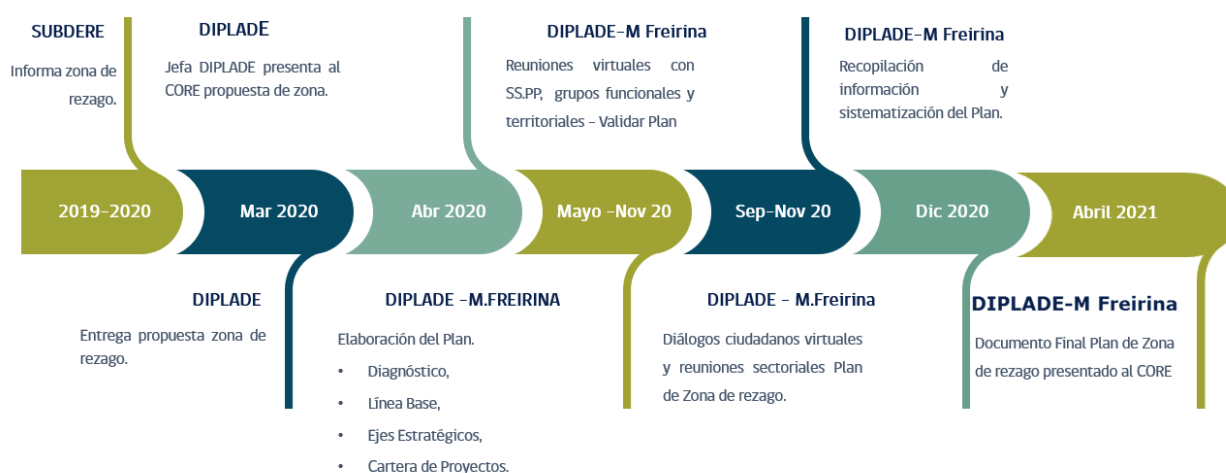 SUBDERE
Informa zona de
rezago.
DIPLADE
Jefa DIPLADE presenta al
CORE propuesta de zona.
DIPLADE-M Freirina
Reuniones virtuales con
SS.PP, grupos funcionales y
territoriales - Validar Plan
DIPLADE-M Freirina
Recopilación de
información y
sistematización del Plan.
2019-2020
Mar 2020
Abr 2020
Mayo -Nov 20
Sep-Nov 20
Dic 2020
Abril 2021
DIPLADE
Entrega propuesta zona de
rezago.
DIPLADE -M.FREIRINA
Elaboración del Plan.
• Diagnóstico,
• Línea Base,
• Ejes Estratégicos,
• Cartera de Proyectos.
DIPLADE - M.Freirina
Diálogos ciudadanos virtuales
y reuniones sectoriales Plan
de Zona de rezago.
DIPLADE-M Freirina
Documento Final Plan de Zona
de rezago presentado al CORE